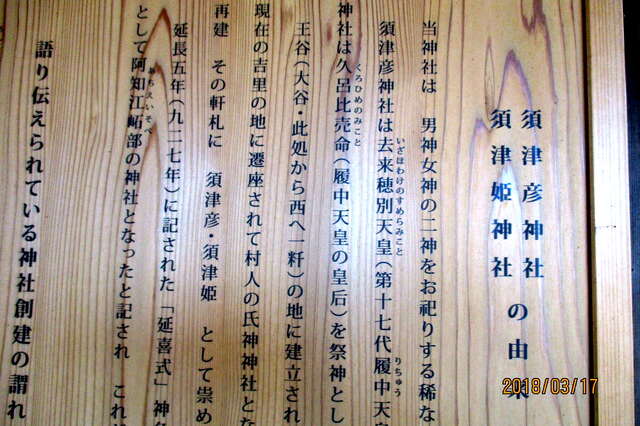 須津彦神社
須津姫神社
の由来
当神社は 男神女神の二神をお祀りする稀な
須津彦神社は去来穂別天皇(第十七代履中天皇
いざほわけのすめらみこと
りちゅう
神社は久呂比売命(履中天皇の皇后)を祭神とし
くろひめのみこと
王谷(大谷・此処から西へ一粁)の地に建立され
現在の吉里の地に遷座されて村人の氏神神社とな
再建 その軒札に 須津彦・須津姫 として崇め
延長五年(九二七年)に記された「延喜式」神名
として阿知江峅部の神社となったと記され これは
あちえいそべ
語り伝えられている神社創建の謂れ
2018/03/17